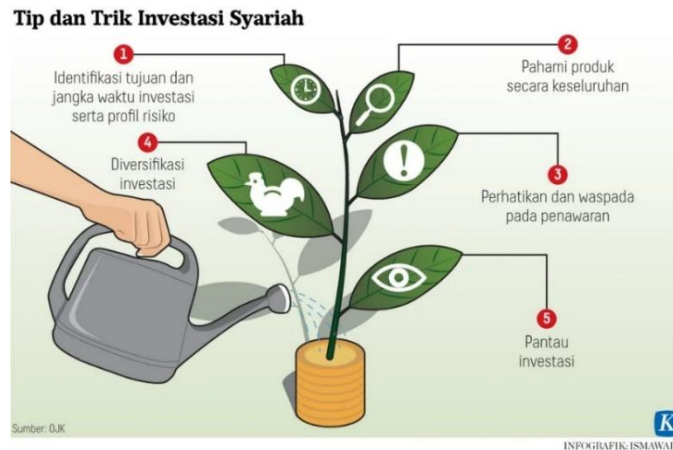 Tip dan Trik Investasi Syariah
1
Identifikasi tujuan dan
jangka waktu investasi
serta profil risiko
2
Pahami produk
secara keseluruhan
3
Perhatikan dan waspada
pada penawaran
4
Diversifikasi
investasi
5
Pantau
investasi
Sumber: OJK
K
INFOGRAFIK: ISMAWADI